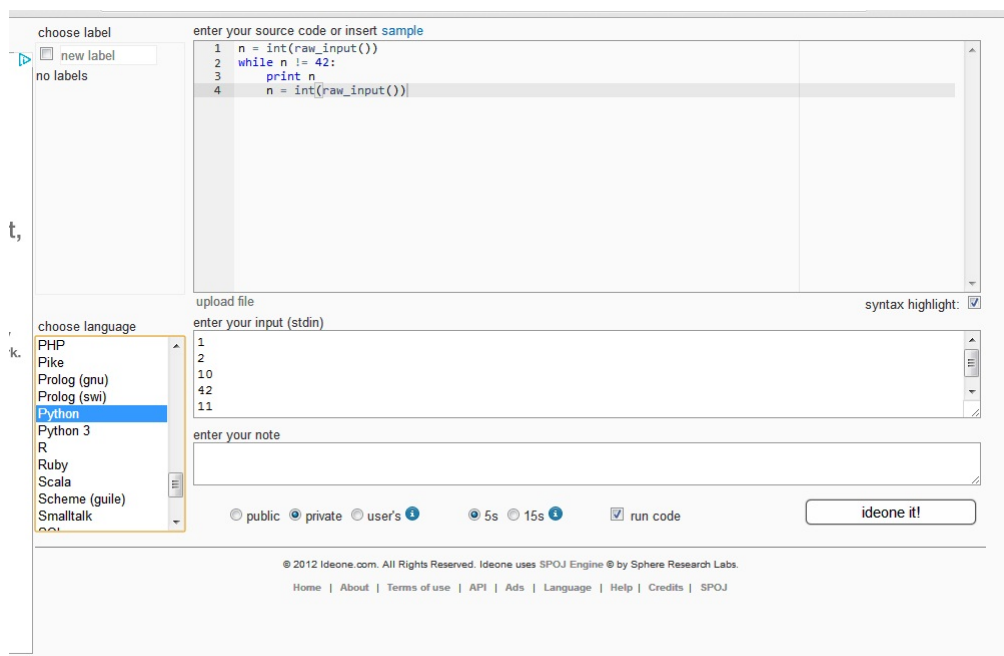 choose label
new label
no labels
enter your source code or insert sample
1 n = int(raw_input())
2 while n != 42:
3     print n
4     n = int(raw_input())
t,
upload file
syntax highlight:
choose language
PHP
Pike
Prolog (gnu)
Prolog (swi)
Python
Python 3
R
Ruby
Scala
Scheme (guile)
Smalltalk
enter your input (stdin)
1
2
10
42
11
,
rk.
enter your note
public private user's i 5s 15s i run code ideone it!
© 2012 Ideone.com. All Rights Reserved. Ideone uses SPOJ Engine © by Sphere Research Labs.
Home | About | Terms of use | API | Ads | Language | Help | Credits | SPOJ